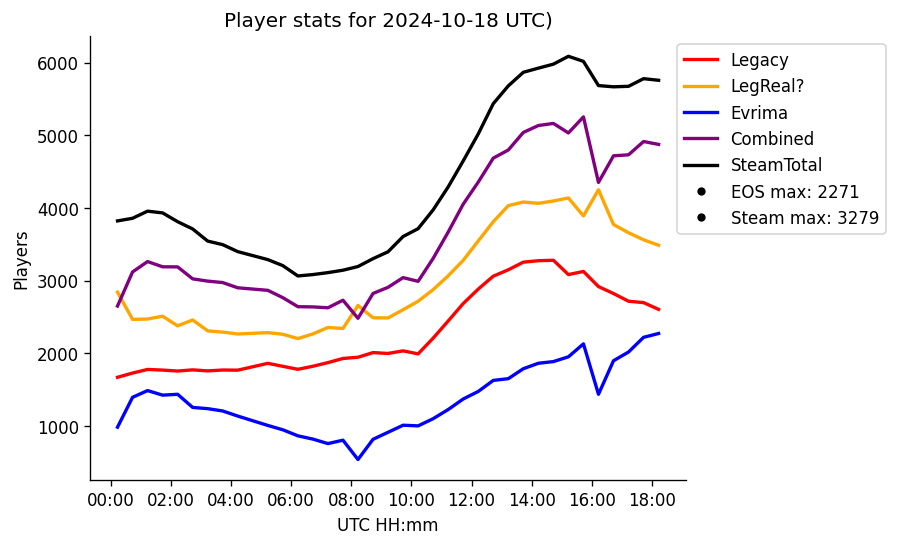 Player stats for 2024-10-18 UTC)
Players
6000
5000
4000
3000
2000
1000
00:00 02:00 04:00 06:00 08:00 10:00 12:00 14:00 16:00 18:00
UTC HH:mm
Legacy
LegReal?
Evrima
Combined
SteamTotal
EOS max: 2271
Steam max: 3279